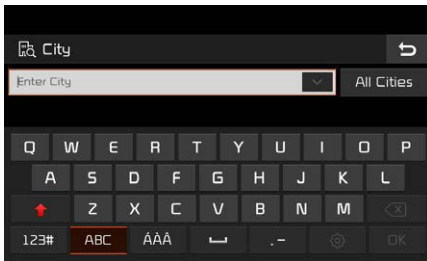 City
Enter City
All Cities
Q W E R T Y U I O P
A S D F G H J K L
Z X C V B N M
123# ABC ÁÀÂ .- OK